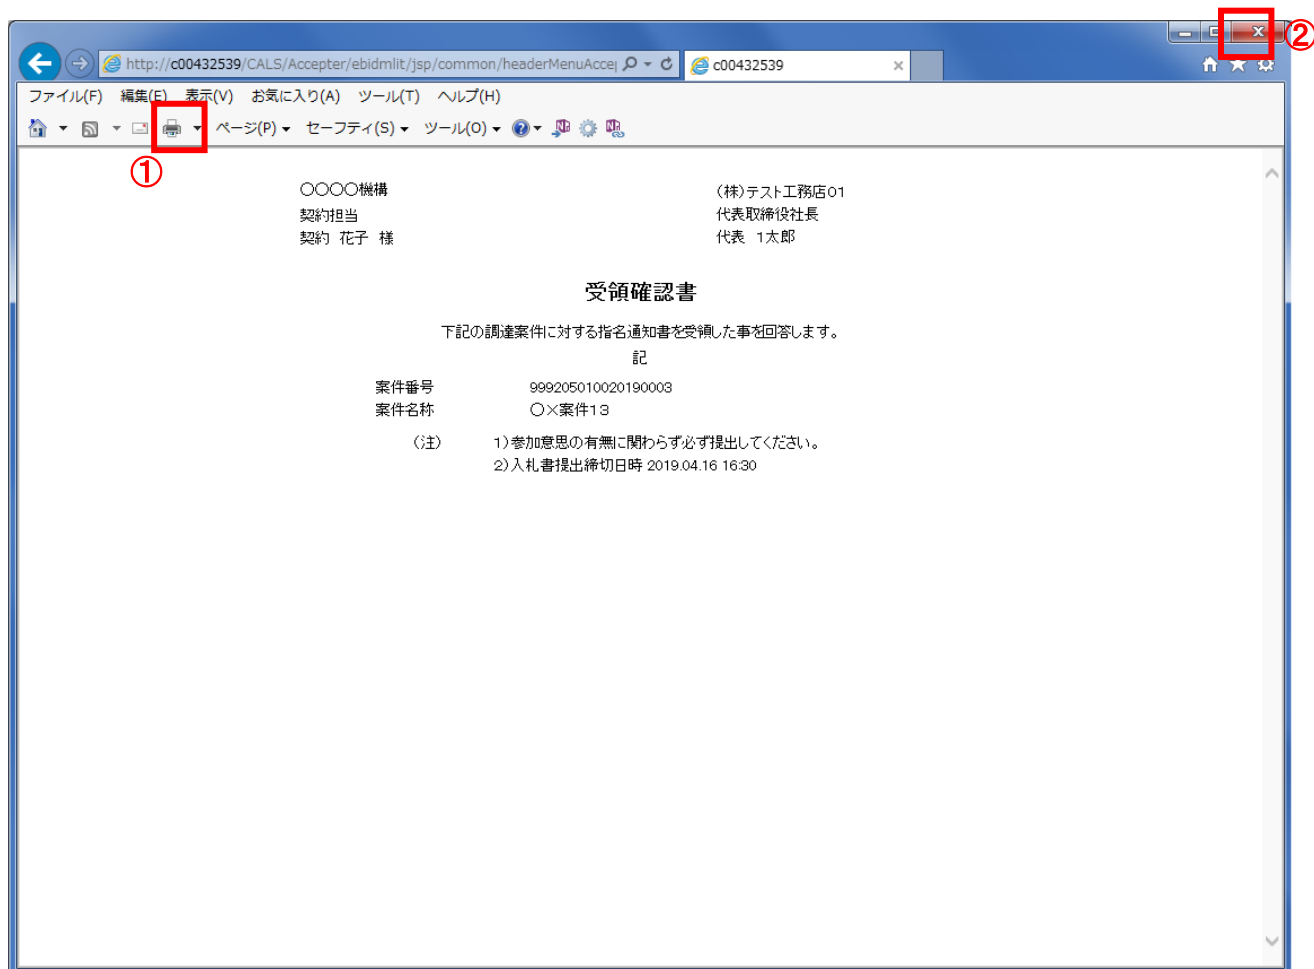 ②
http://c00432539/CALS/Accepter/ebidmlit/jsp/common/headerMenuAcce
c00432539
ファイル(F) 編集(E) 表示(V) お気に入り(A) ツール(T) ヘルプ(H)
ページ(P) セーフティ(S) ツール(O)
①
〇〇〇〇機構 (株)テスト工務店01
契約担当 代表取締役社長
契約 花子 様 代表 1太郎
受領確認書
下記の調達案件に対する指名通知書を受領した事を回答します。
記
案件番号 999205010020190003
案件名称 〇×案件13
(注) 1)参加意思の有無に関わらず必ず提出してください。
2)入札書提出締切日時 2019.04.16 16:30